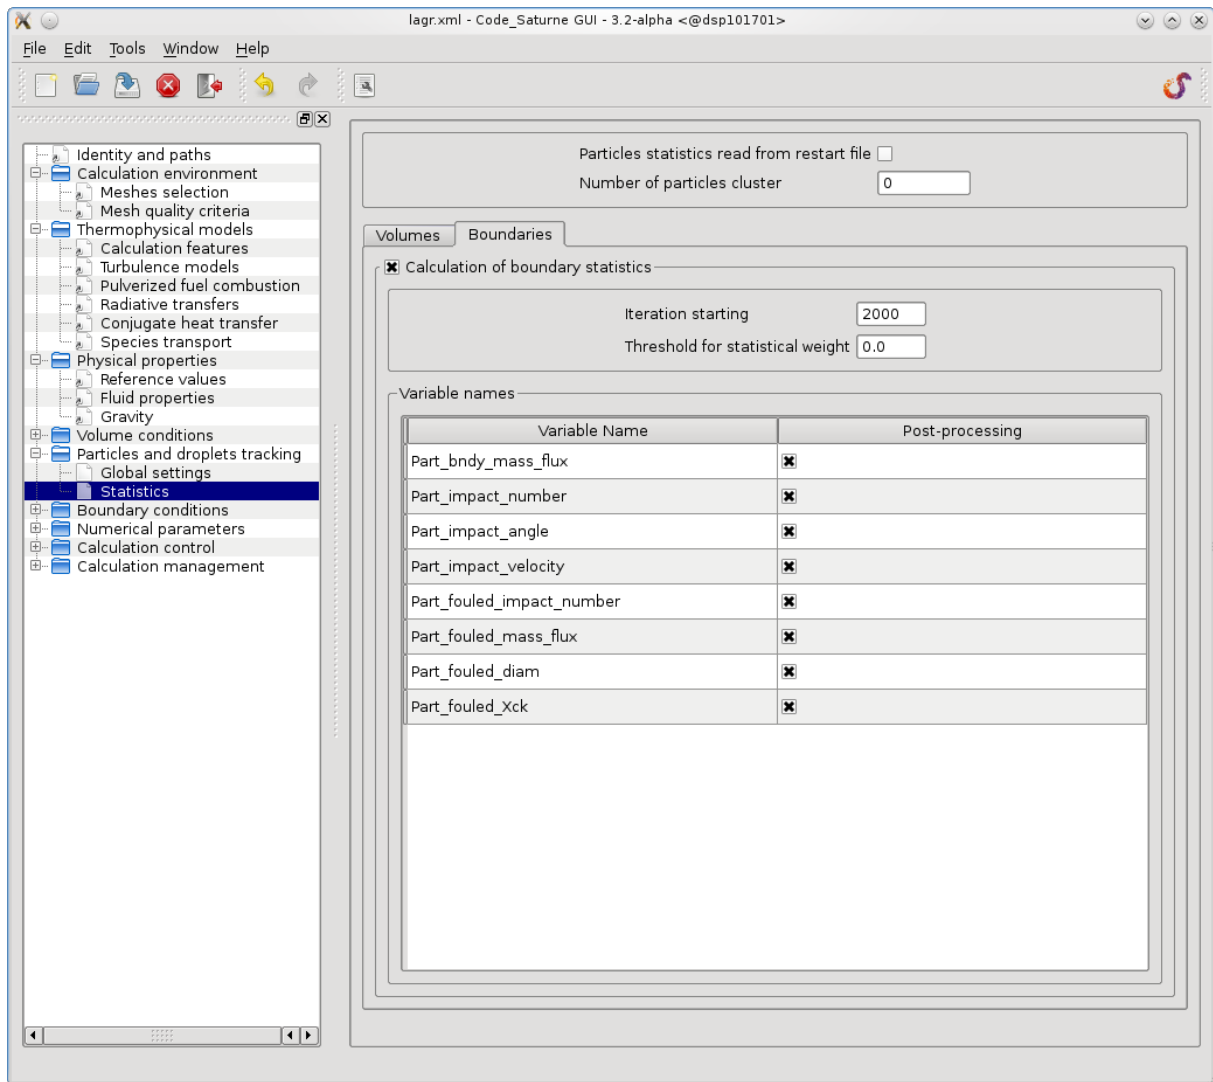 lagr.xml - Code_Saturne GUI - 3.2-alpha <@dsp101701>
File Edit Tools Window Help
Identity and paths
Calculation environment
Meshes selection
Mesh quality criteria
Thermophysical models
Calculation features
Turbulence models
Pulverized fuel combustion
Radiative transfers
Conjugate heat transfer
Species transport
Physical properties
Reference values
Fluid properties
Gravity
Volume conditions
Particles and droplets tracking
Global settings
Statistics
Boundary conditions
Numerical parameters
Calculation control
Calculation management
Particles statistics read from restart file
Number of particles cluster 0
Volumes Boundaries
Calculation of boundary statistics
Iteration starting 2000
Threshold for statistical weight 0.0
Variable names
Variable Name Post-processing
Part_bndy_mass_flux
Part_impact_number
Part_impact_angle
Part_impact_velocity
Part_fouled_impact_number
Part_fouled_mass_flux
Part_fouled_diam
Part_fouled_Xck